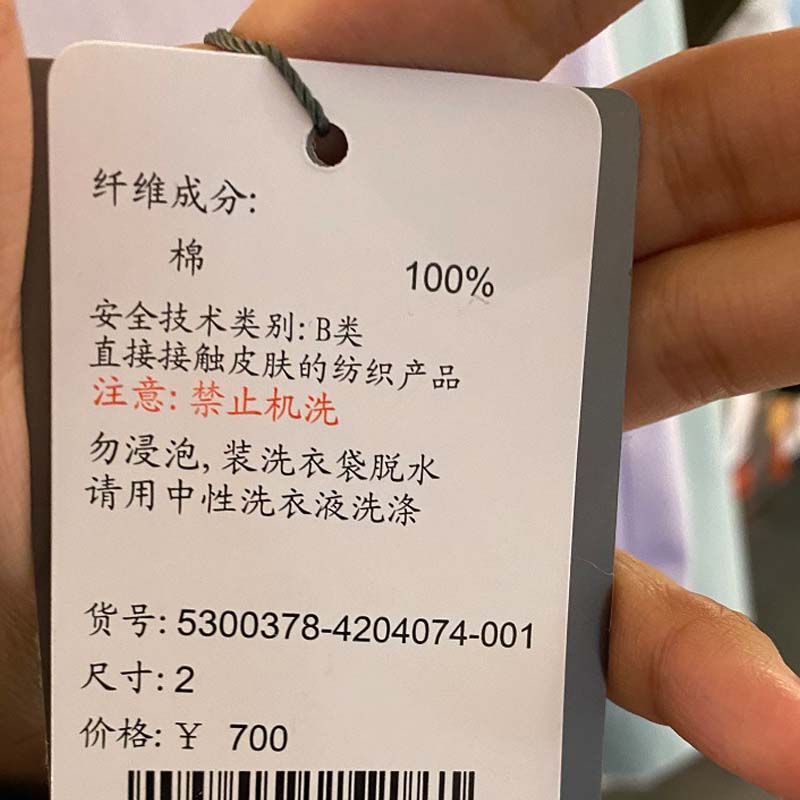 纤维成分:
棉 100%
安全技术类别: B类
直接接触皮肤的纺织产品
注意: 禁止机洗
勿浸泡, 装洗衣袋脱水
请用中性洗衣液洗涤
货号: 5300378-4204074-001
尺寸: 2
价格: ¥ 700